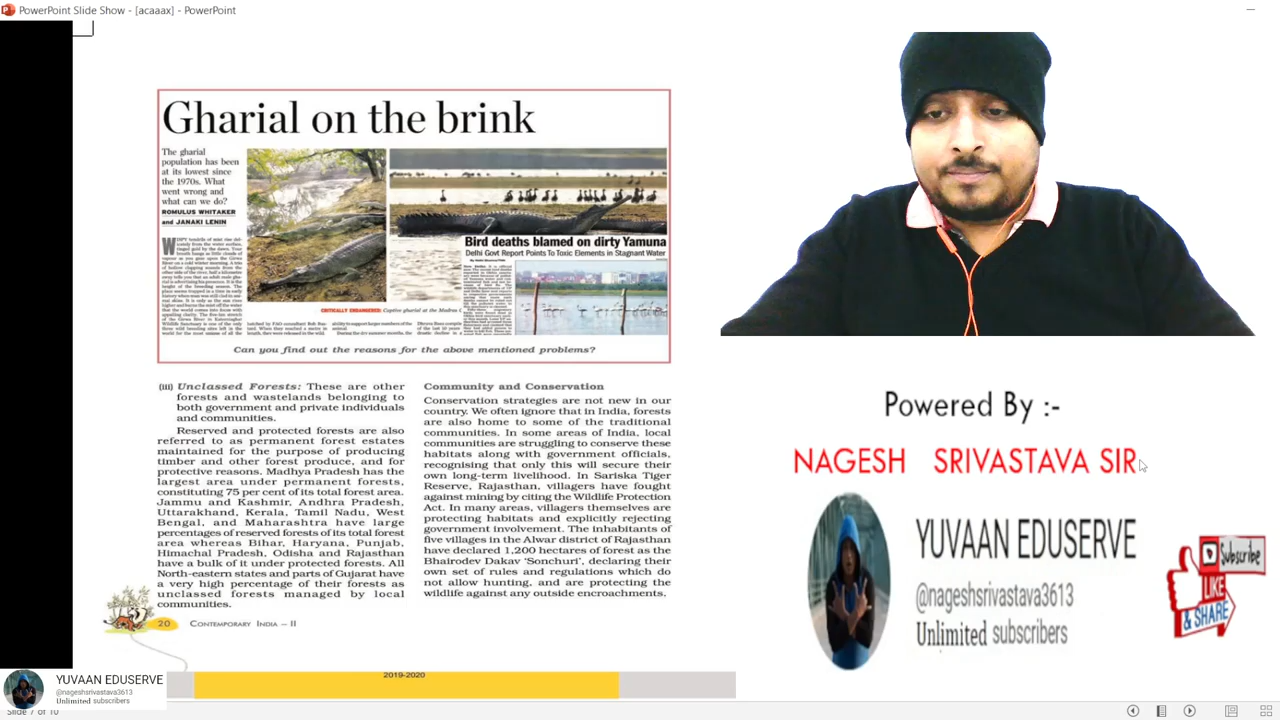 PowerPoint Slide Show - [acaaax] - PowerPoint
Gharial on the brink
The gharial
population has been
at its lowest since
the 1970s. What
went wrong and
what can we do?
ROMULUS WHITAKER
and JANAKI LENIN
Bird deaths blamed on dirty Yamuna
Delhi Govt Report Points To Toxic Elements in Stagnant Water
CRITICALLY ENDANGERED: Captive gharial at the Madras C
Can you find out the reasons for the above mentioned problems?
(iii) Unclassed Forests: These are other
forests and wastelands belonging to
both government and private individuals
and communities.
Reserved and protected forests are also
referred to as permanent forest estates
maintained for the purpose of producing
timber and other forest produce, and for
protective reasons. Madhya Pradesh has the
largest area under permanent forests,
constituting 75 per cent of its total forest area.
Jammu and Kashmir, Andhra Pradesh,
Uttarakhand, Kerala, Tamil Nadu, West
Bengal, and Maharashtra have large
percentages of reserved forests of its total forest
area whereas Bihar, Haryana, Punjab,
Himachal Pradesh, Odisha and Rajasthan
have a bulk of it under protected forests. All
North-eastern states and parts of Gujarat have
a very high percentage of their forests as
unclassed forests managed by local
communities.
Community and Conservation
Conservation strategies are not new in our
country. We often ignore that in India, forests
are also home to some of the traditional
communities. In some areas of India, local
communities are struggling to conserve these
habitats along with government officials,
recognising that only this will secure their
own long-term livelihood. In Sariska Tiger
Reserve, Rajasthan, villagers have fought
against mining by citing the Wildlife Protection
Act. In many areas, villagers themselves are
protecting habitats and explicitly rejecting
government involvement. The inhabitants of
five villages in the Alwar district of Rajasthan
have declared 1,200 hectares of forest as the
Bhairodev Dakav 'Sonchuri', declaring their
own set of rules and regulations which do
not allow hunting, and are protecting the
wildlife against any outside encroachments.
20 CONTEMPORARY INDIA – II
2019-2020
Powered By :-
NAGESH SRIVASTAVA SIR
YUVAAN EDUSERVE
@nageshsrivastava3613
Unlimited subscribers
Subscribe
LIKE
& SHARE
YUVAAN EDUSERVE
@nageshsrivastava3613
Unlimited subscribers
Slide 7 of 10